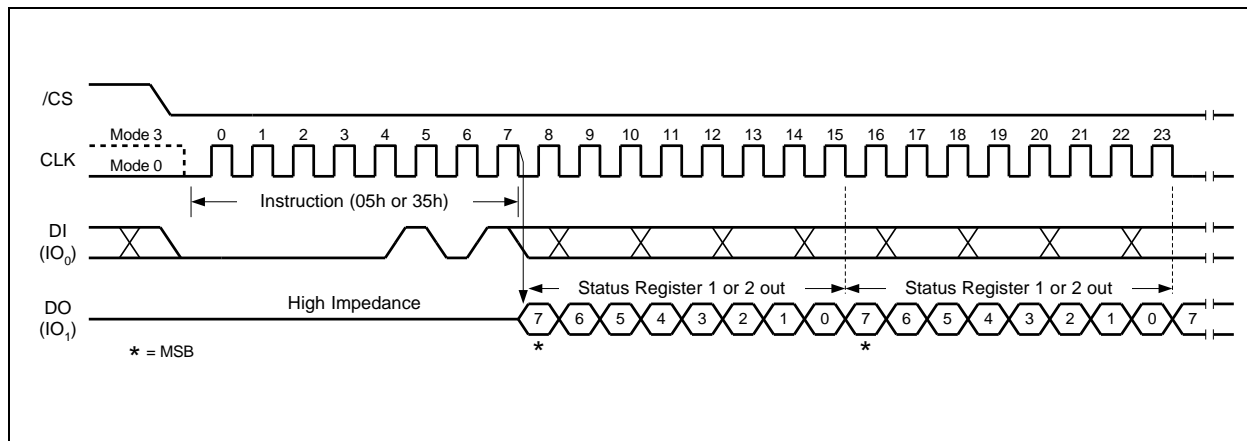 /CS
Mode 3
0 1 2 3 4 5 6 7 8 9 10 11 12 13 14 15 16 17 18 19 20 21 22 23
CLK
Mode 0
Instruction (05h or 35h)
DI
(IO0)
Status Register 1 or 2 out Status Register 1 or 2 out
High Impedance
DO
(IO1)
7 6 5 4 3 2 1 0 7 6 5 4 3 2 1 0 7
* *
* = MSB